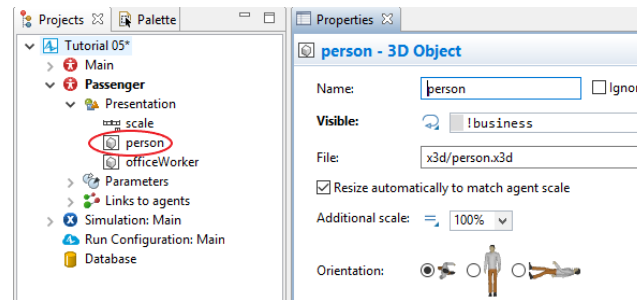 Projects
Palette
Tutorial 05*
Main
Passenger
Presentation
scale
person
officeWorker
Parameters
Links to agents
Simulation: Main
Run Configuration: Main
Database
Properties
person - 3D Object
Name: person Ignor
Visible: !business
File: x3d/person.x3d
Resize automatically to match agent scale
Additional scale: 100%
Orientation: